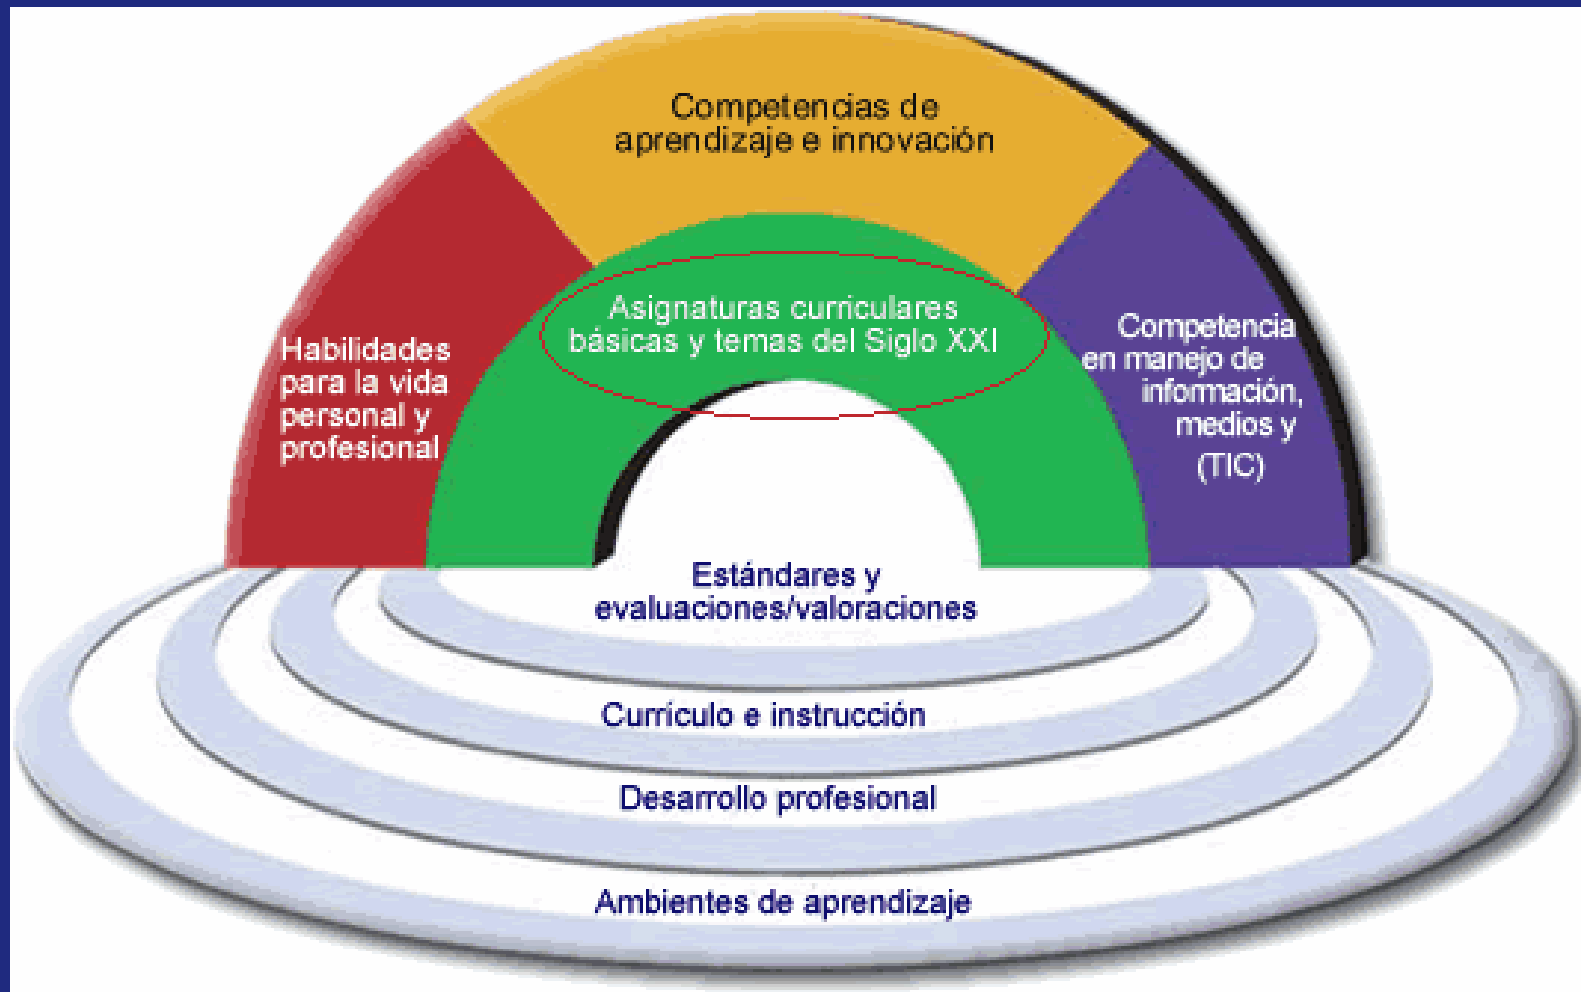 Competencias de
aprendizaje e innovación
Asignaturas curriculares
básicas y temas del Siglo XXI
Habilidades
para la vida
personal y
profesional
Competencia
en manejo de
información,
medios y
(TIC)
Estándares y
evaluaciones/valoraciones
Currículo e instrucción
Desarrollo profesional
Ambientes de aprendizaje